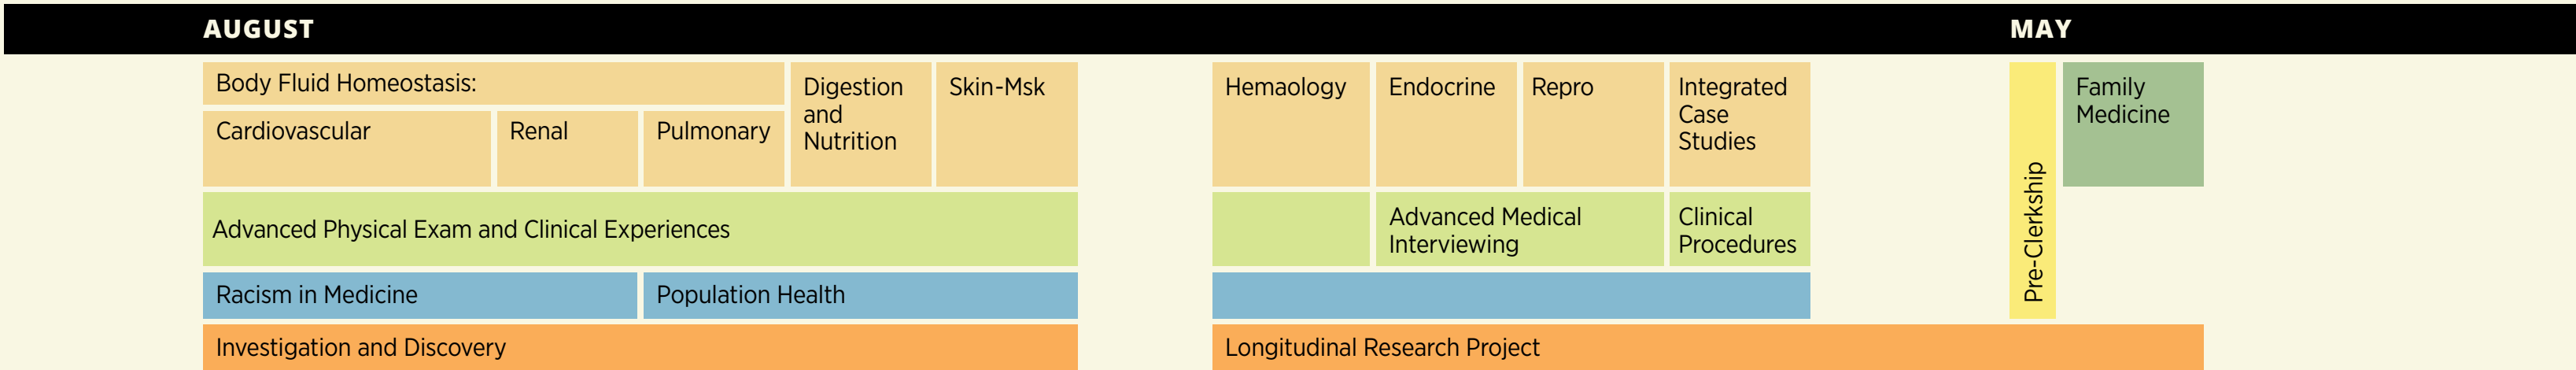 AUGUST
MAY
Body Fluid Homeostasis:
Cardiovascular
Renal
Pulmonary
Digestion
and
Nutrition
Skin-Msk
Hemaology
Endocrine
Repro
Integrated
Case
Studies
Pre-Clerkship
Family
Medicine
Advanced Physical Exam and Clinical Experiences
Advanced Medical
Interviewing
Clinical
Procedures
Racism in Medicine
Population Health
Investigation and Discovery
Longitudinal Research Project